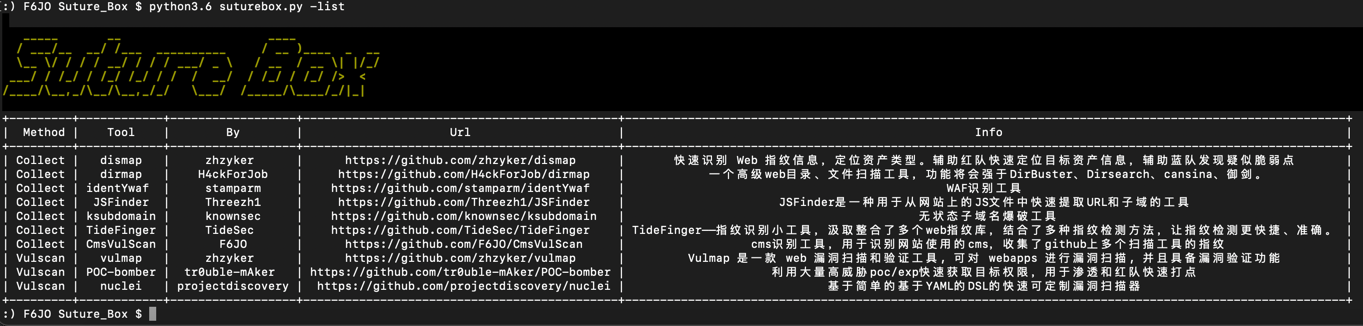 :) F6JO Suture_Box $ python3.6 suturebox.py -list
Suture Box
| Method | Tool | By | Url | Info |
| Collect | dismap | zhzyker | https://github.com/zhzyker/dismap | 快速识别 Web 指纹信息，定位资产类型。辅助红队快速定位目标资产信息，辅助蓝队发现疑似脆弱点 |
| Collect | dirmap | H4ckForJob | https://github.com/H4ckForJob/dirmap | 一个高级web目录、文件扫描工具，功能将会强于DirBuster、Dirsearch、cansina、御剑。 |
| Collect | identYwaf | stamparm | https://github.com/stamparm/identYwaf | WAF识别工具 |
| Collect | JSFinder | Threezh1 | https://github.com/Threezh1/JSFinder | JSFinder是一种用于从网站上的JS文件中快速提取URL和子域的工具 |
| Collect | ksubdomain | knownsec | https://github.com/knownsec/ksubdomain | 无状态子域名爆破工具 |
| Collect | TideFinger | TideSec | https://github.com/TideSec/TideFinger | TideFinger——指纹识别小工具，汲取整合了多个web指纹库，结合了多种指纹检测方法，让指纹检测更快捷、准确。 |
| Collect | CmsVulScan | F6JO | https://github.com/F6JO/CmsVulScan | cms识别工具，用于识别网站使用的cms，收集了github上多个扫描工具的指纹 |
| Vulscan | vulmap | zhzyker | https://github.com/zhzyker/vulmap | Vulmap 是一款 web 漏洞扫描和验证工具，可对 webapps 进行漏洞扫描，并且具备漏洞验证功能 |
| Vulscan | POC-bomber | tr0uble-mAker | https://github.com/tr0uble-mAker/POC-bomber | 利用大量高威胁poc/exp快速获取目标权限，用于渗透和红队快速打点 |
| Vulscan | nuclei | projectdiscovery | https://github.com/projectdiscovery/nuclei | 基于简单的基于YAML的DSL的快速可定制漏洞扫描器 |
:) F6JO Suture_Box $